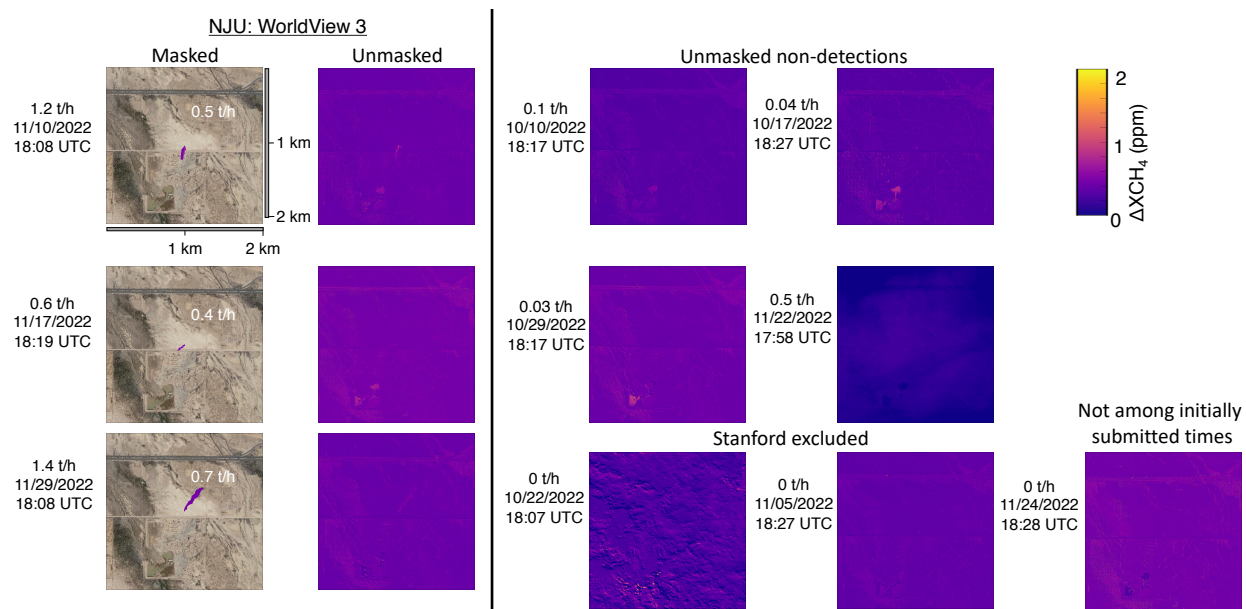 NJU: WorldView 3
Masked
Unmasked
1.2 t/h
11/10/2022
18:08 UTC
0.5 t/h
1 km
2 km
1 km
2 km
0.6 t/h
11/17/2022
18:19 UTC
0.4 t/h
1.4 t/h
11/29/2022
18:08 UTC
0.7 t/h
Unmasked non-detections
0.1 t/h
10/10/2022
18:17 UTC
0.04 t/h
10/17/2022
18:27 UTC
2
1
0
ΔXCH₄ (ppm)
0.03 t/h
10/29/2022
18:17 UTC
0.5 t/h
11/22/2022
17:58 UTC
Stanford excluded
0 t/h
10/22/2022
18:07 UTC
0 t/h
11/05/2022
18:27 UTC
Not among initially
submitted times
0 t/h
11/24/2022
18:28 UTC